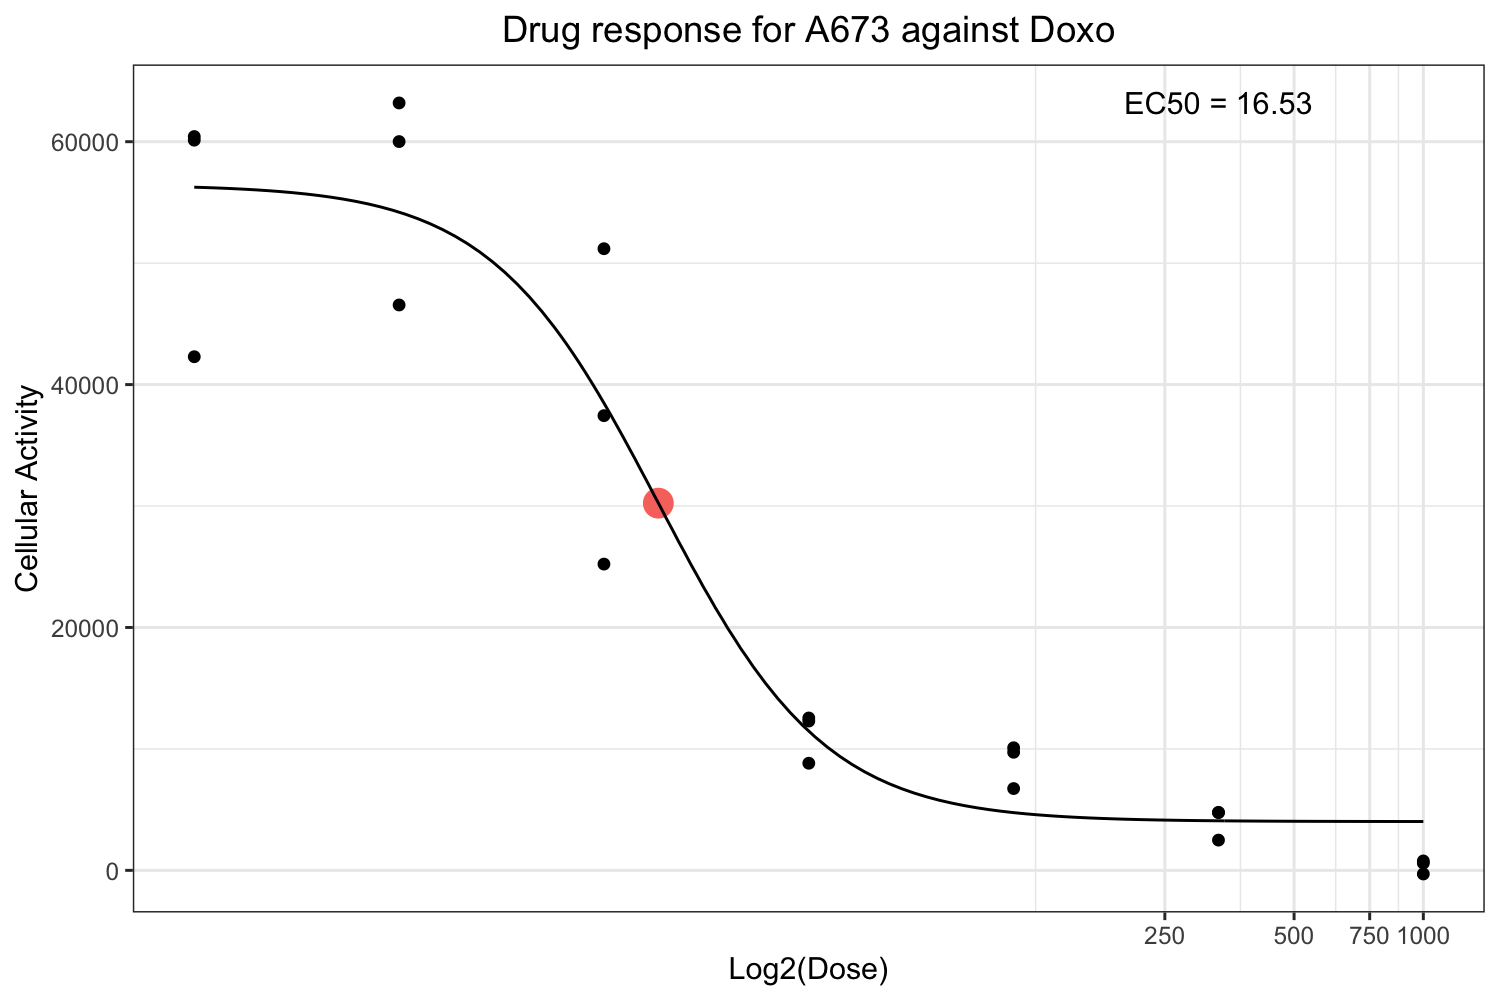 Drug response for A673 against Doxo
EC50 = 16.53
60000
40000
20000
0
Cellular Activity
250 500 750 1000
Log2(Dose)